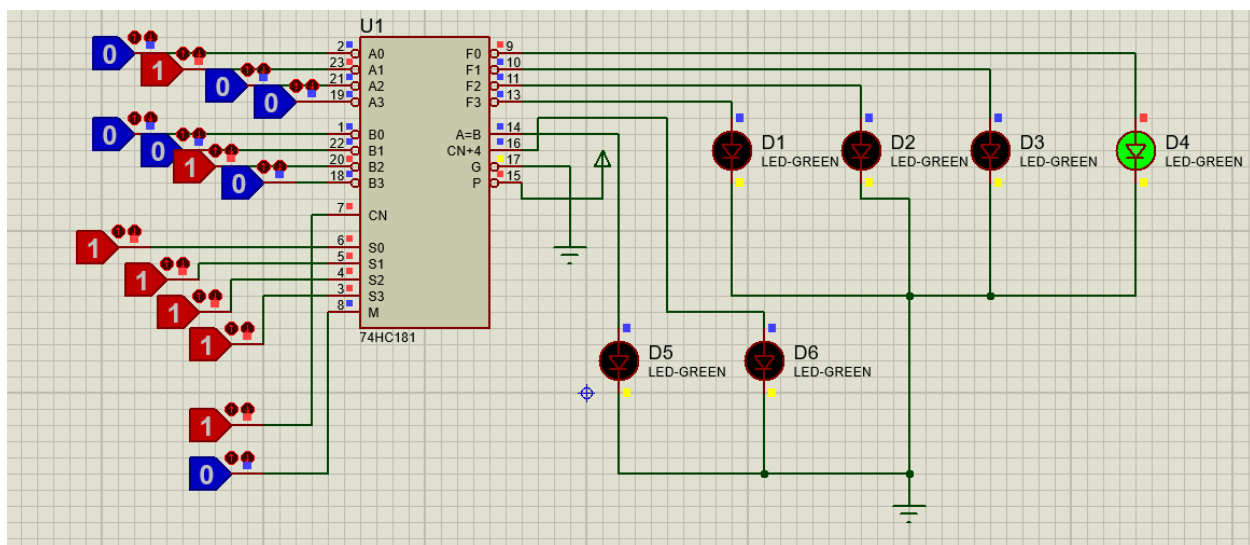 U1
0 2 A0 F0 9
1 23 A1 F1 10
0 21 A2 F2 11
0 19 A3 F3 13
0 1 B0 A=B 14
0 22 B1 CN+4 16
1 20 B2 G 17
0 18 B3 P 15
7 CN
1 6 S0
1 5 S1
1 4 S2
1 3 S3
8 M
74HC181
1
0
D1
LED-GREEN
D2
LED-GREEN
D3
LED-GREEN
D4
LED-GREEN
D5
LED-GREEN
D6
LED-GREEN